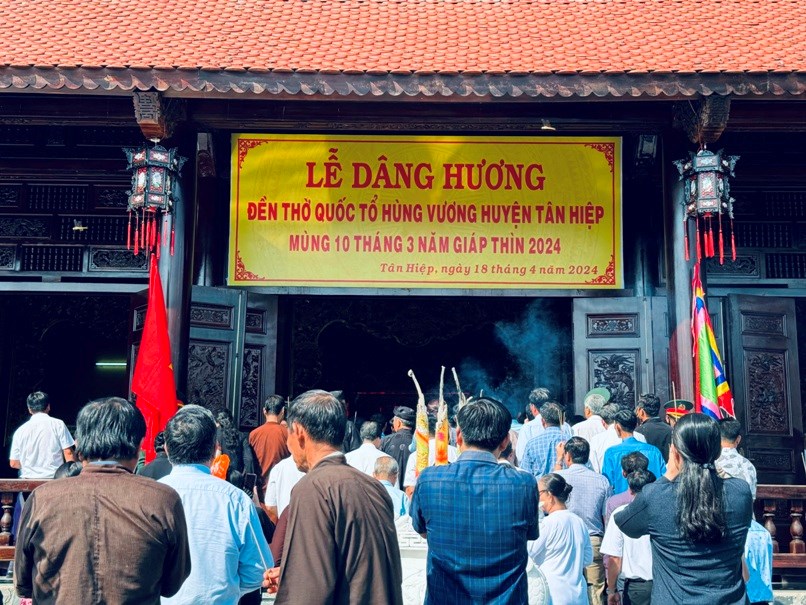 LỄ DÂNG HƯƠNG
ĐỀN THỜ QUỐC TỔ HÙNG VƯƠNG HUYỆN TÂN HIỆP
MÙNG 10 THÁNG 3 NĂM GIÁP THÌN 2024
Tân Hiệp, ngày 18 tháng 4 năm 2024